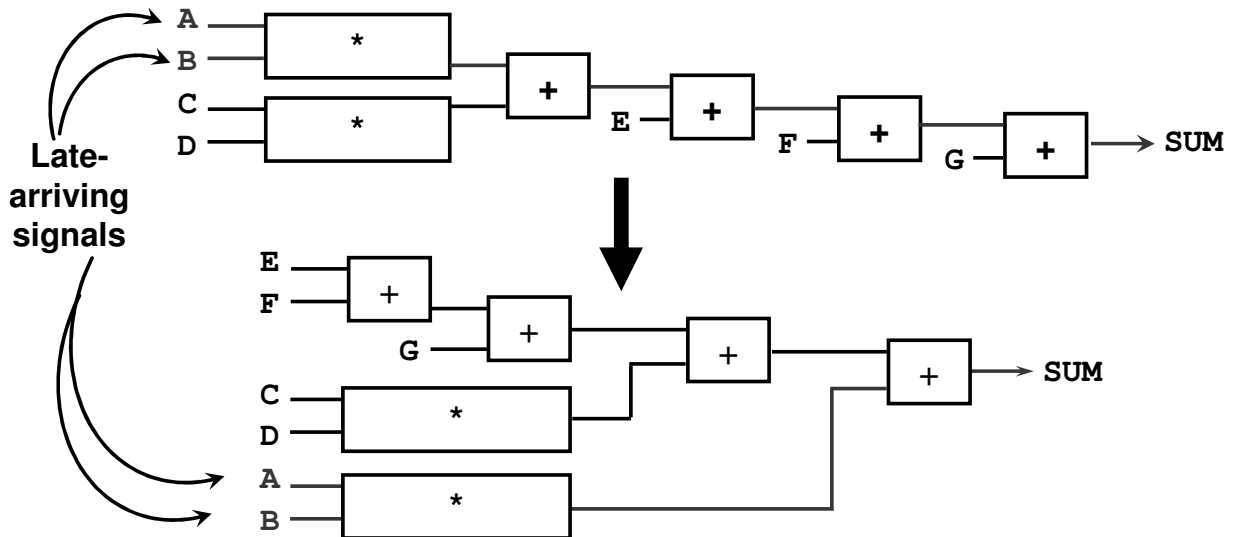 A
*
B
+
C
*
+
E
D
+
F
+
G
SUM
Late-
arriving
signals
E
+
F
+
G
+
+
SUM
C
*
D
A
*
B